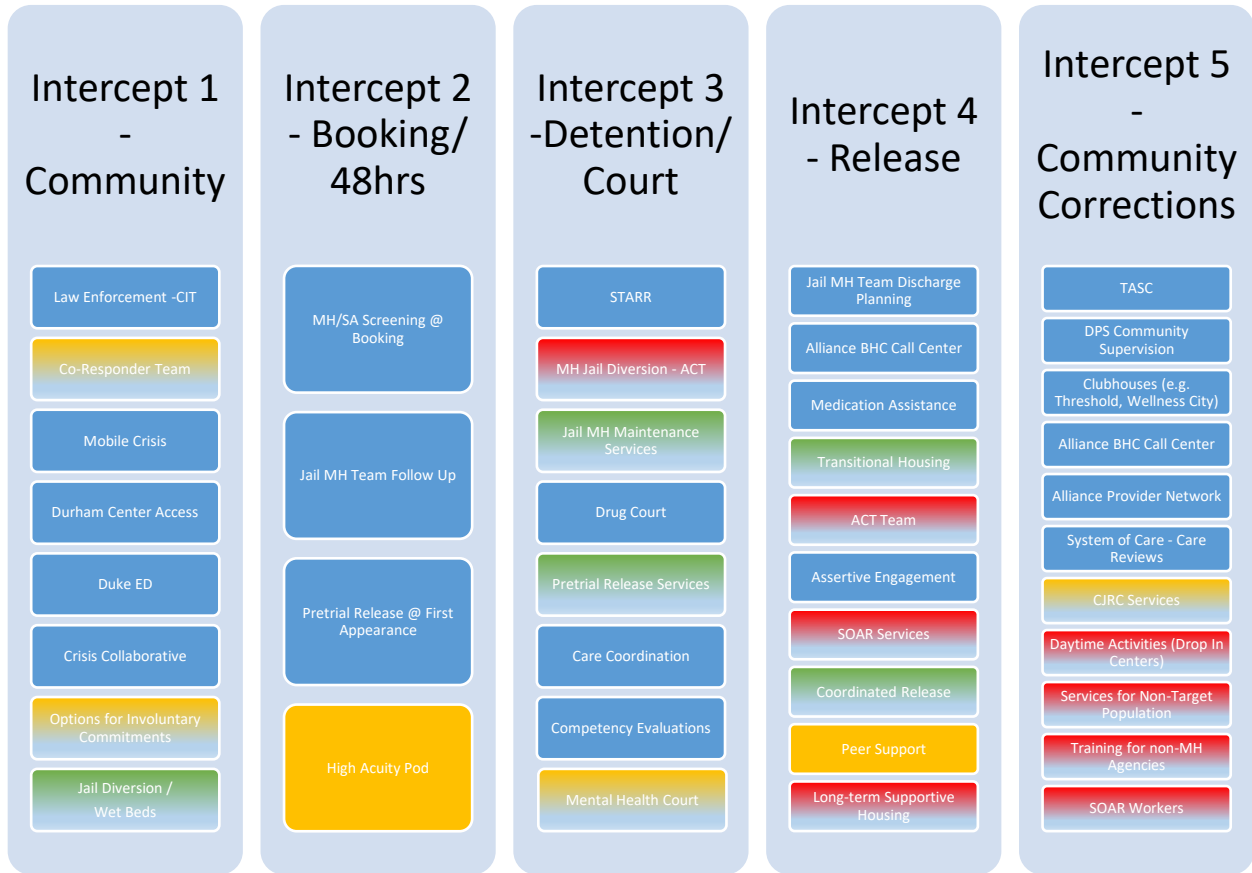 Intercept 1
-
Community
Law Enforcement -CIT
Co-Responder Team
Mobile Crisis
Durham Center Access
Duke ED
Crisis Collaborative
Options for Involuntary
Commitments
Jail Diversion /
Wet Beds
Intercept 2
- Booking/
48hrs
MH/SA Screening @
Booking
Jail MH Team Follow Up
Pretrial Release @ First
Appearance
High Acuity Pod
Intercept 3
-Detention/
Court
STARR
MH Jail Diversion - ACT
Jail MH Maintenance
Services
Drug Court
Pretrial Release Services
Care Coordination
Competency Evaluations
Mental Health Court
Intercept 4
- Release
Jail MH Team Discharge
Planning
Alliance BHC Call Center
Medication Assistance
Transitional Housing
ACT Team
Assertive Engagement
SOAR Services
Coordinated Release
Peer Support
Long-term Supportive
Housing
Intercept 5
-
Community
Corrections
TASC
DPS Community
Supervision
Clubhouses (e.g.
Threshold, Wellness City)
Alliance BHC Call Center
Alliance Provider Network
System of Care - Care
Reviews
CJRC Services
Daytime Activities (Drop In
Centers)
Services for Non-Target
Population
Training for non-MH
Agencies
SOAR Workers